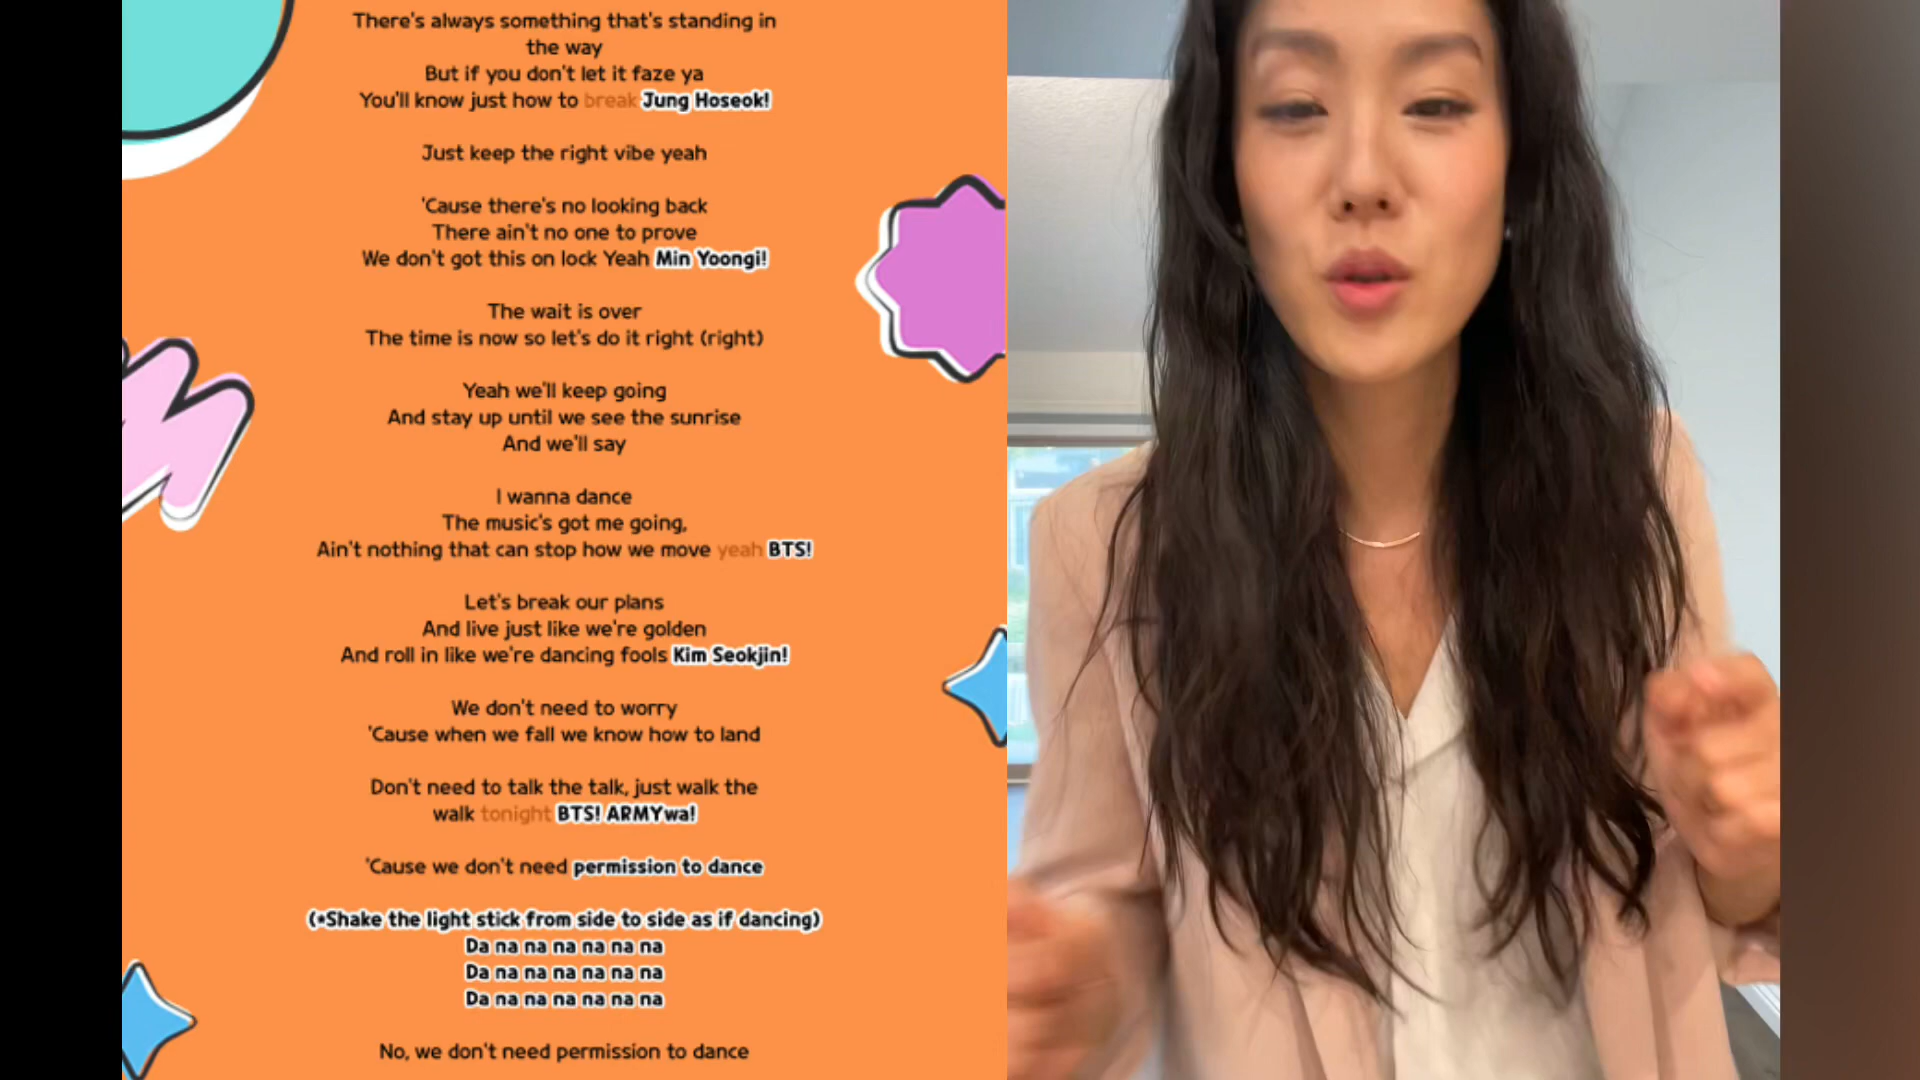 There's always something that's standing in
the way
But if you don't let it faze ya
You'll know just how to break Jung Hoseok!
Just keep the right vibe yeah
'Cause there's no looking back
There ain't no one to prove
We don't got this on lock Yeah Min Yoongi!
The wait is over
The time is now so let's do it right (right)
Yeah we'll keep going
And stay up until we see the sunrise
And we'll say
I wanna dance
The music's got me going,
Ain't nothing that can stop how we move yeah BTS!
Let's break our plans
And live just like we're golden
And roll in like we're dancing fools Kim Seokjin!
We don't need to worry
'Cause when we fall we know how to land
Don't need to talk the talk, just walk the
walk tonight BTS! ARMYwa!
'Cause we don't need permission to dance
(*Shake the light stick from side to side as if dancing)
Da na na na na na na
Da na na na na na na
Da na na na na na na
No, we don't need permission to dance